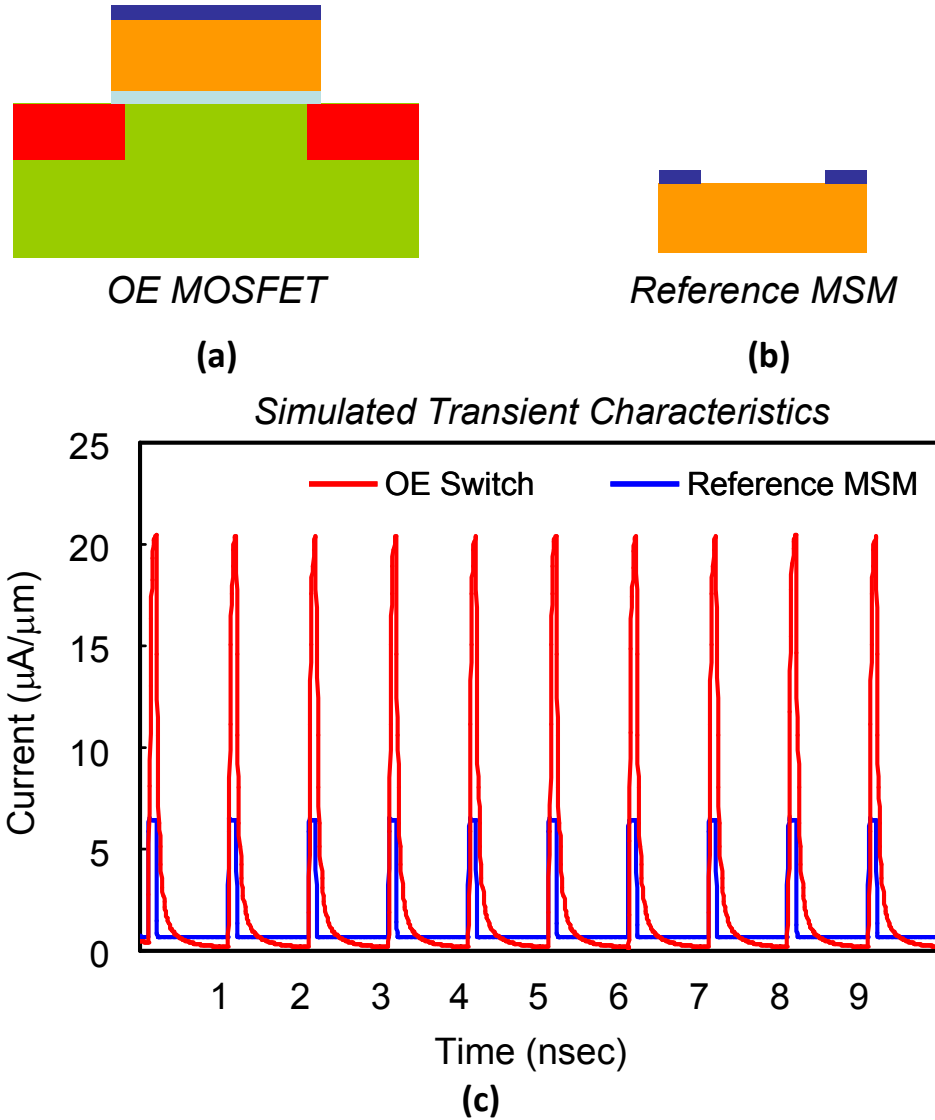 OE MOSFET
(a)
Reference MSM
(b)
Simulated Transient Characteristics
OE Switch
Reference MSM
Current (μA/μm)
25
20
15
10
5
0
1 2 3 4 5 6 7 8 9
Time (nsec)
(c)